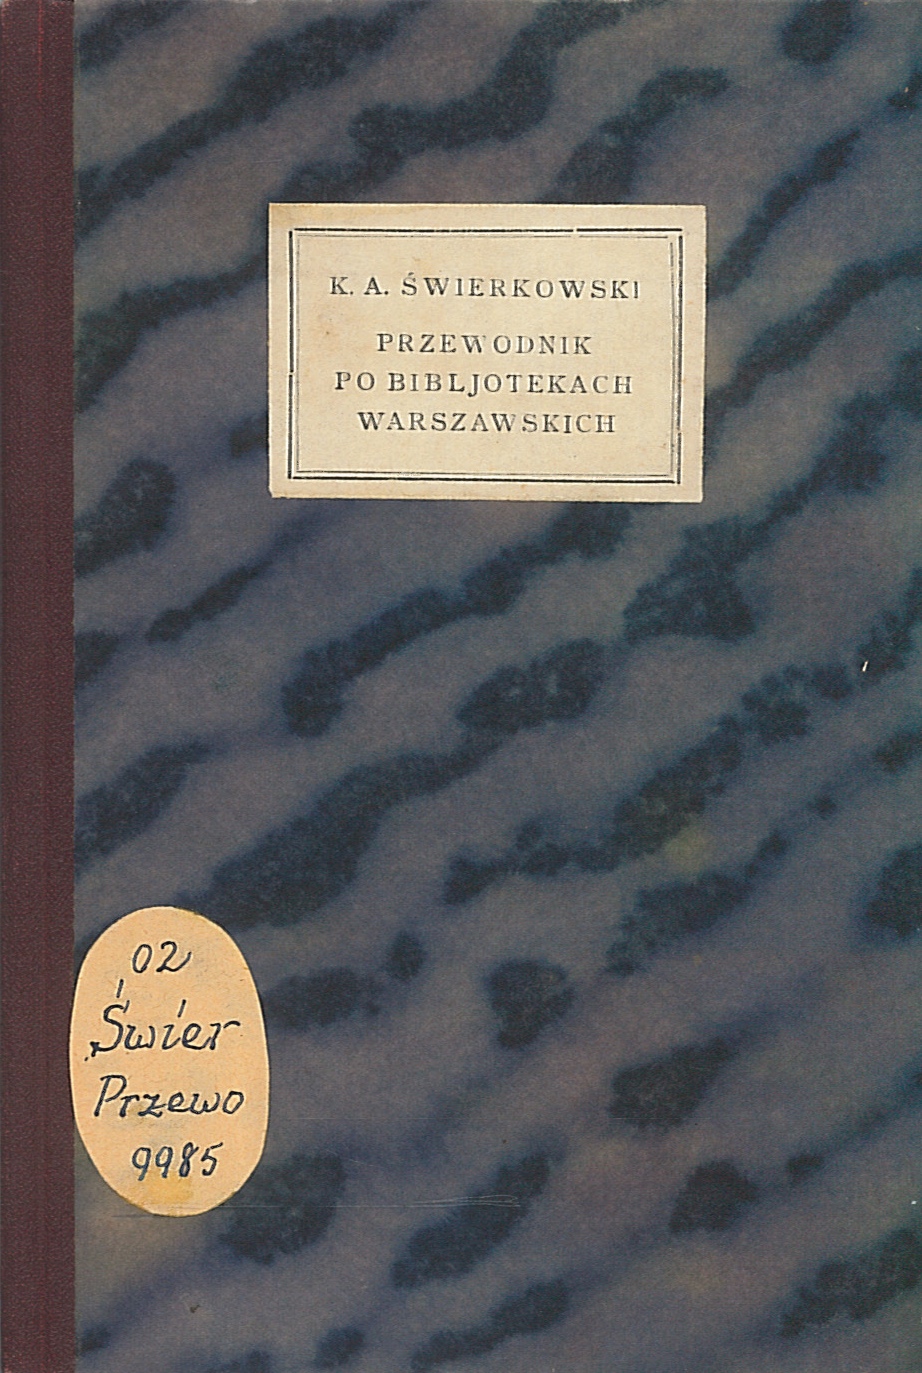 K. A. ŚWIERKOWSKI
PRZEWODNIK
PO BIBLJOTEKACH
WARSZAWSKICH
02
Świer
Przewo
9985